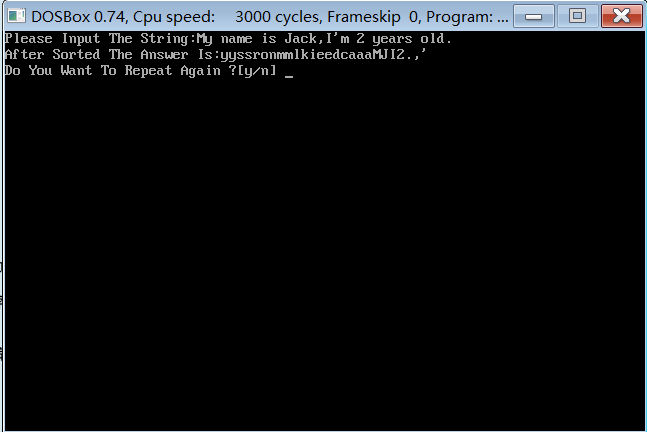 DOSBox 0.74, Cpu speed: 3000 cycles, Frameskip 0, Program: ...
Please Input The String:My name is Jack,I'm 2 years old.
After Sorted The Answer Is:yyssronmmlkieedcaaaMJI2.,'
Do You Want To Repeat Again ?[y/n] _